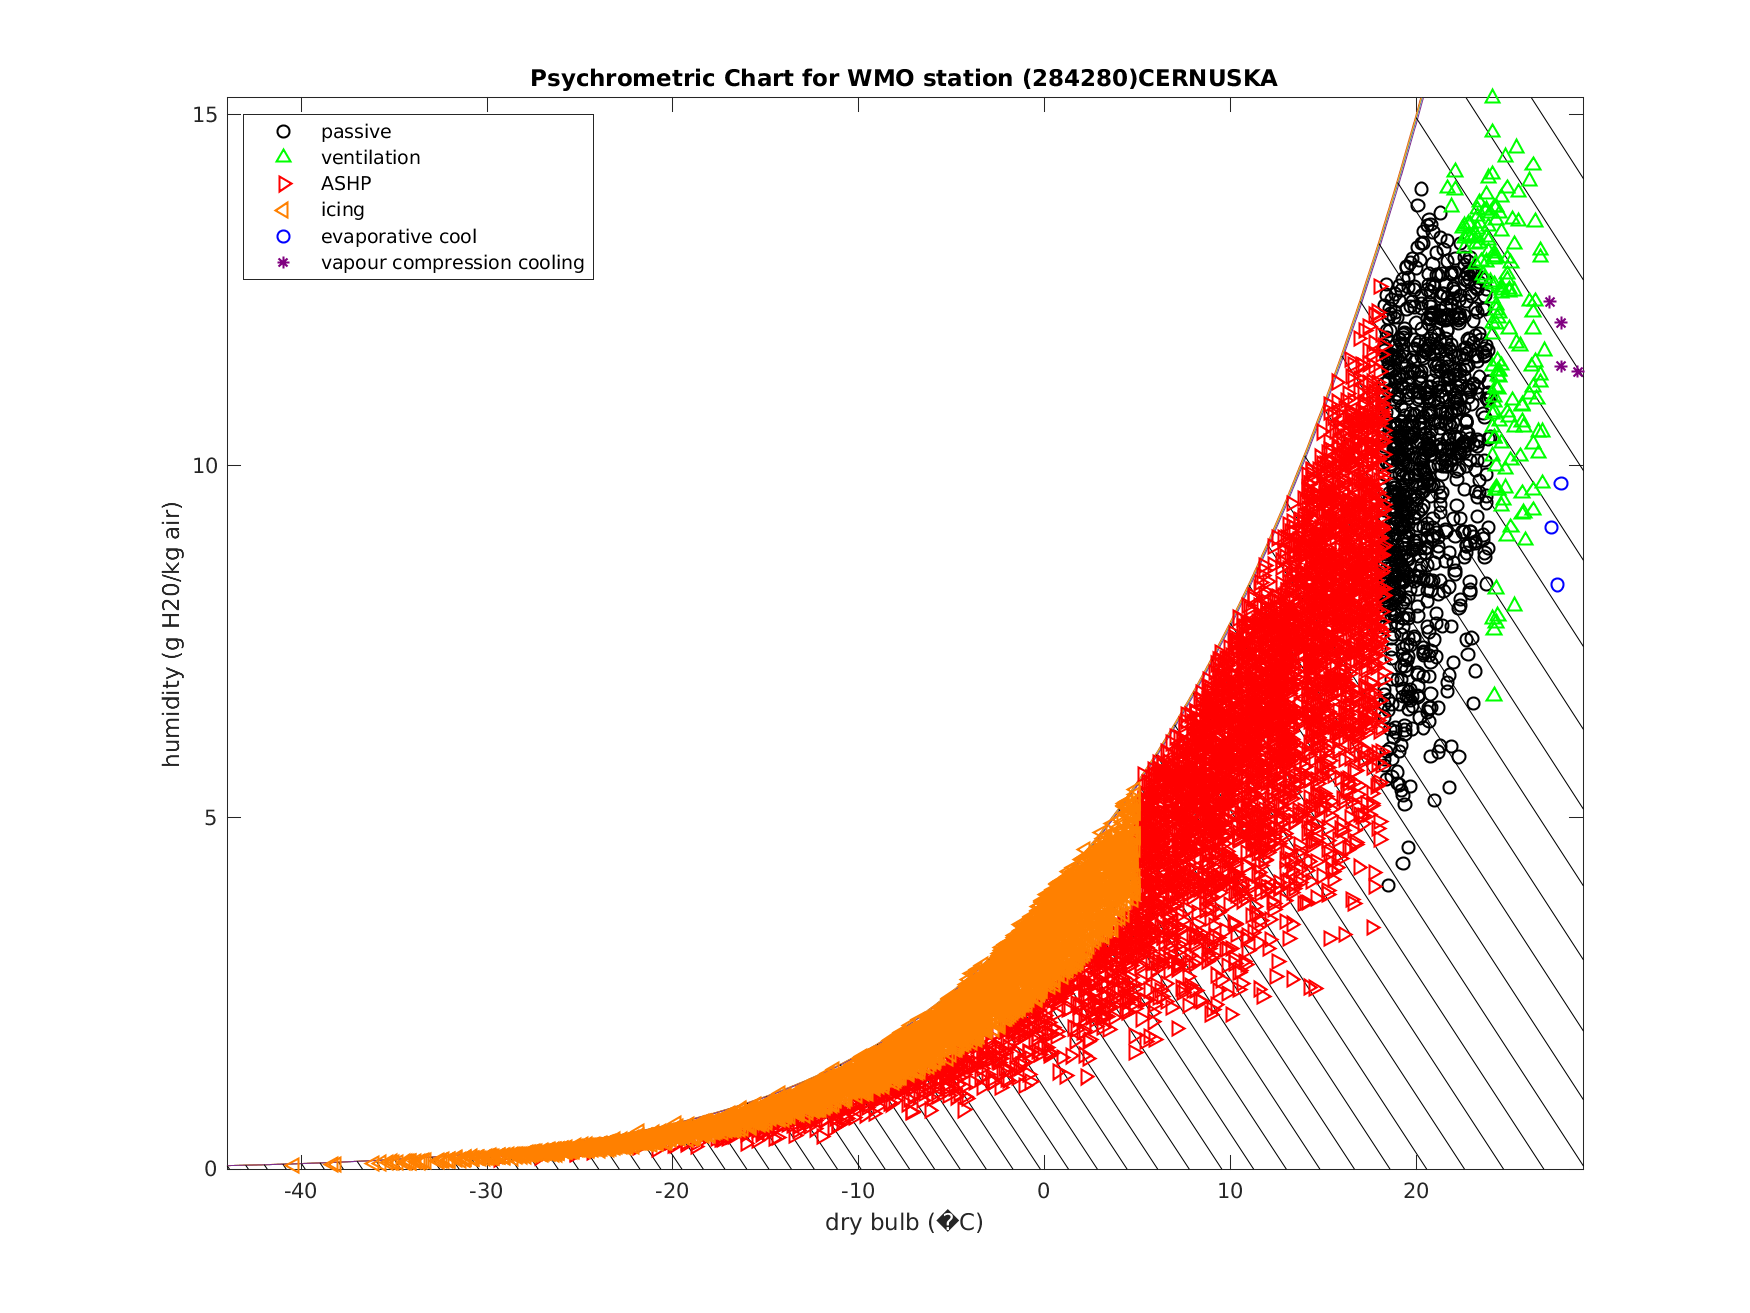 Psychrometric Chart for WMO station (284280)CERNUSKA
passive
ventilation
ASHP
icing
evaporative cool
vapour compression cooling
humidity (g H20/kg air)
15
10
5
0
-40
-30
-20
-10
0
10
20
dry bulb (�C)